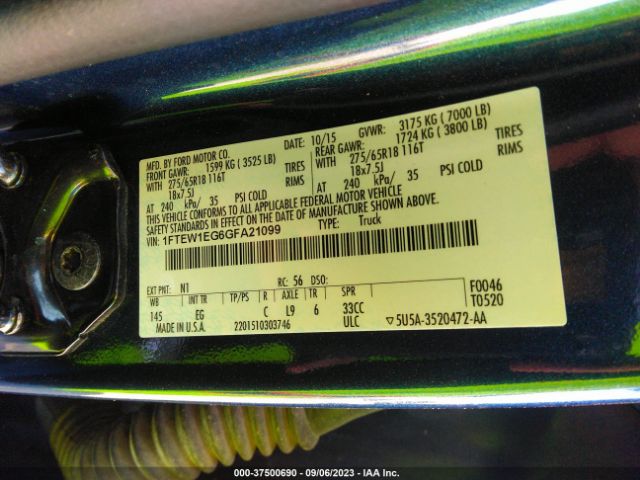 MFD. BY FORD MOTOR CO. DATE: 10/15 GVWR: 3175 KG ( 7000 LB)
FRONT GAWR: 1599 KG ( 3525 LB) REAR GAWR: 1724 KG ( 3800 LB)
WITH 275/65R18 116T TIRES WITH 275/65R18 116T TIRES
18x7.5J RIMS 18x7.5J RIMS
AT 240 kPa/ 35 PSI COLD AT 240 kPa/ 35 PSI COLD
THIS VEHICLE CONFORMS TO ALL APPLICABLE FEDERAL MOTOR VEHICLE
SAFETY STANDARDS IN EFFECT ON THE DATE OF MANUFACTURE SHOWN ABOVE.
VIN: 1FTEW1EG6GFA21099 TYPE: Truck
EXT PNT: N1 RC: 56 DSO: F0046
WB INT TR TP/PS R AXLE TR SPR T0520
145 EG C L9 6 33CC
MADE IN U.S.A. 2201510303746 ULC ▽5U5A-3520472-AA
000-37500690 - 09/06/2023 - IAA Inc.